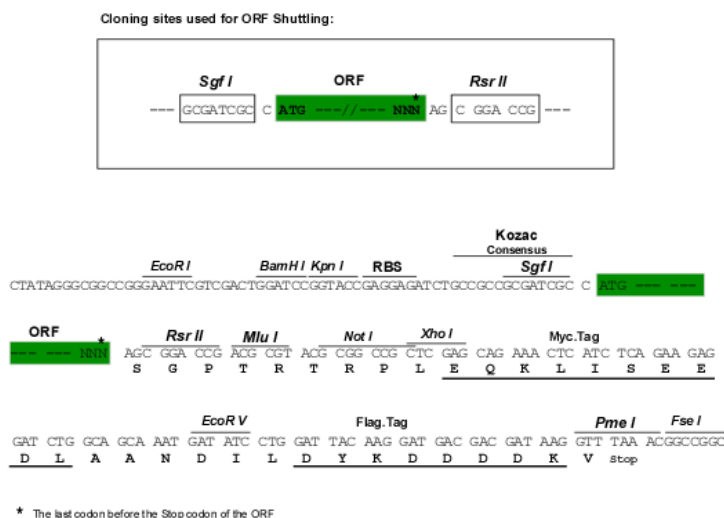 Cloning sites used for ORF Shuttling:
Sgf I ORF Rsr II
--- GCGATCGC C ATG ---//--- NNN* AG C GGA CCG ---
Kozac
Consensus
EcoR I BamH I Kpn I RBS Sgf I
CTATAGGGCGGCCGGGAATTCGTCGACTGGATCCGGTACCGAGGAGATCTGCCGCCGCGATCGC C ATG --- ---
ORF Rsr II Mlu I Not I Xho I Myc.Tag
--- --- NNN* AGC GGA CCG ACG CGT ACG CGG CCG CTC GAG CAG AAA CTC ATC TCA GAA GAG
S G P T R T R P L E Q K L I S E E
EcoR V Flag.Tag Pme I Fse I
GAT CTG GCA GCA AAT GAT ATC CTG GAT TAC AAG GAT GAC GAC GAT AAG GTT TAA ACGGCCGGC
D L A A N D I L D Y K D D D D K V Stop
* The last codon before the Stop codon of the ORF